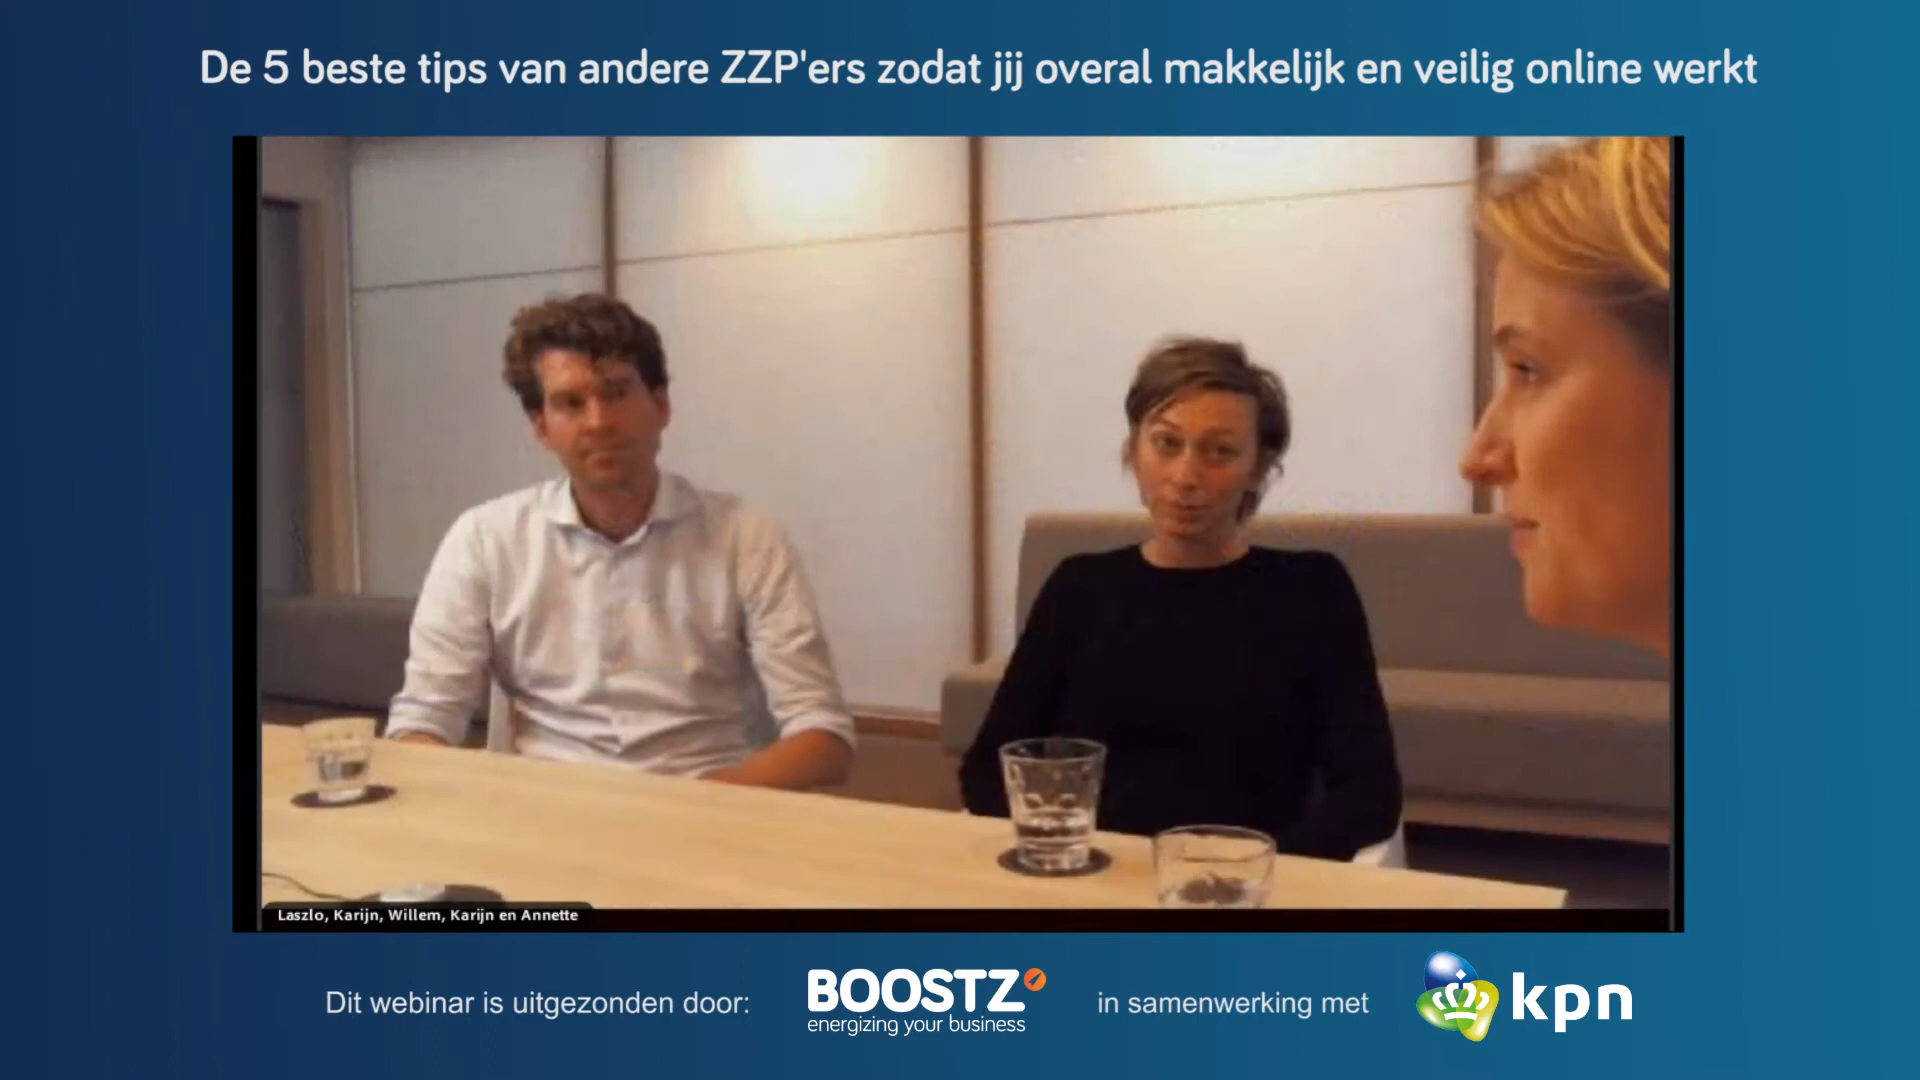 De 5 beste tips van andere ZZP'ers zodat jij overal makkelijk en veilig online werkt
Laszlo, Karijn, Willem, Karijn en Annette
Dit webinar is uitgezonden door:
BOOSTZ
energizing your business
in samenwerking met
kpn